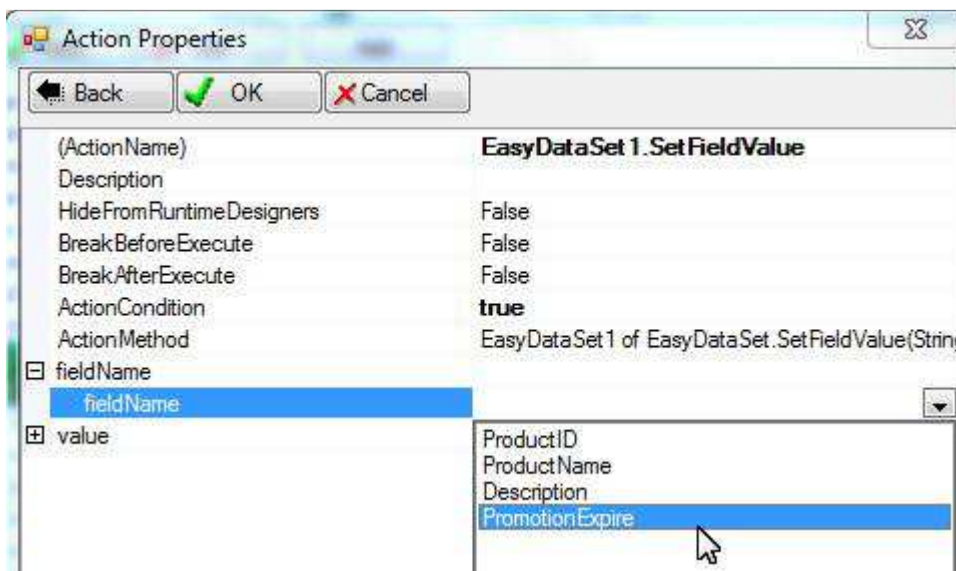 Action Properties
Back OK Cancel
(ActionName) EasyDataSet1.SetFieldValue
Description
HideFromRuntimeDesigners False
BreakBeforeExecute False
BreakAfterExecute False
ActionCondition true
ActionMethod EasyDataSet1 of EasyDataSet.SetFieldValue(String
fieldName
fieldName
value
ProductID
ProductName
Description
PromotionExpire